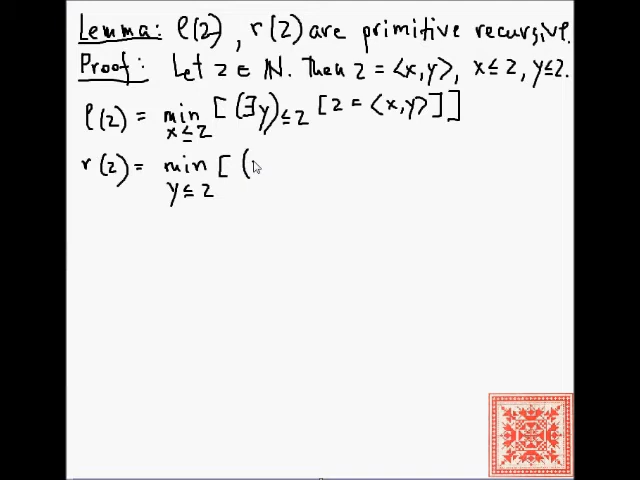 Lemma: l(z), r(z) are primitive recursive.
Proof: Let z ∈ N. Then z = <x,y>, x≤z, y≤z.
l(z) = min x≤z [ (∃y)≤z [z = <x,y>] ]
r(z) = min y≤z [ (